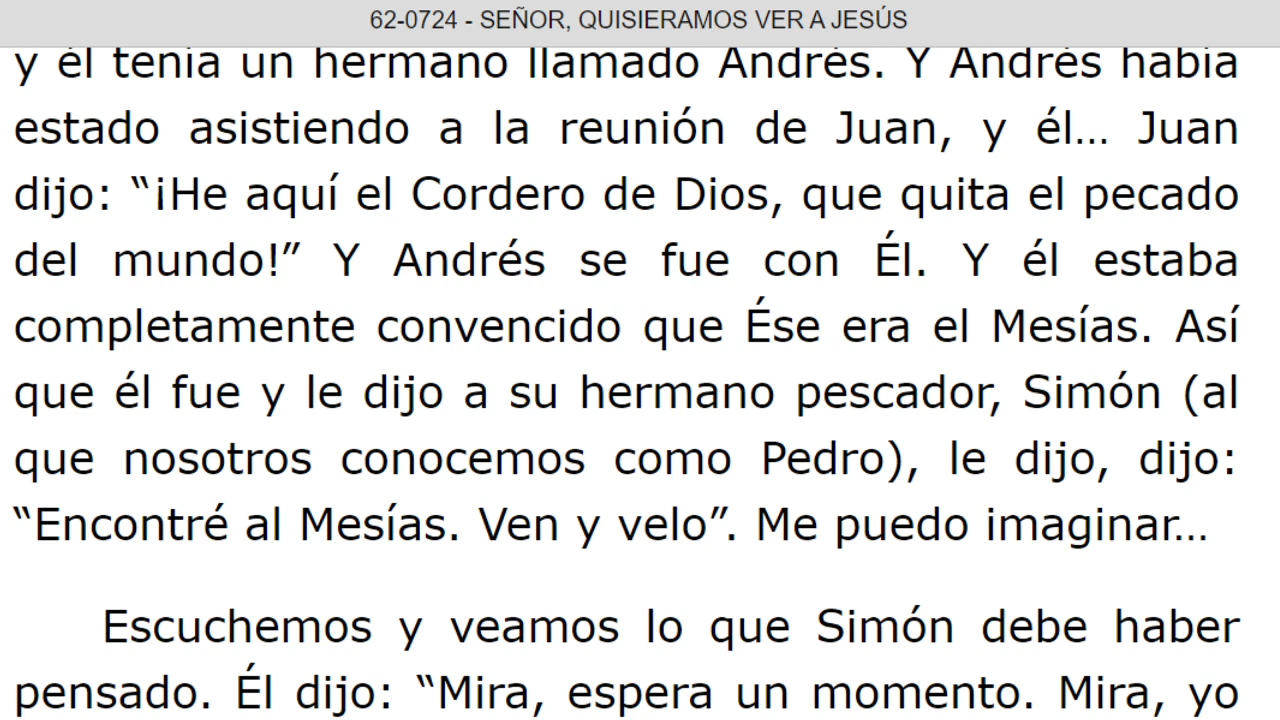 62-0724 - SEÑOR, QUISIERAMOS VER A JESÚS
y él tenía un hermano llamado Andrés. Y Andrés había
estado asistiendo a la reunión de Juan, y él… Juan
dijo: “¡He aquí el Cordero de Dios, que quita el pecado
del mundo!” Y Andrés se fue con Él. Y él estaba
completamente convencido que Ése era el Mesías. Así
que él fue y le dijo a su hermano pescador, Simón (al
que nosotros conocemos como Pedro), le dijo, dijo:
“Encontré al Mesías. Ven y velo”. Me puedo imaginar…
Escuchemos y veamos lo que Simón debe haber
pensado. Él dijo: “Mira, espera un momento. Mira, yo